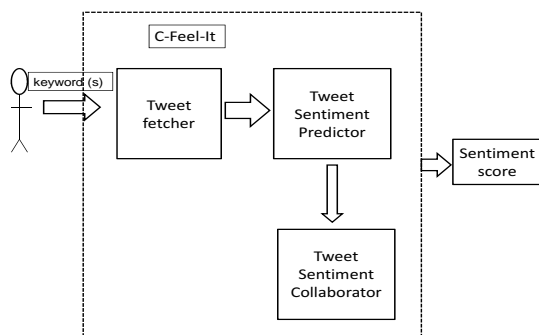 C-Feel-It
keyword (s)
Tweet
fetcher
Tweet
Sentiment
Predictor
Sentiment
score
Tweet
Sentiment
Collaborator